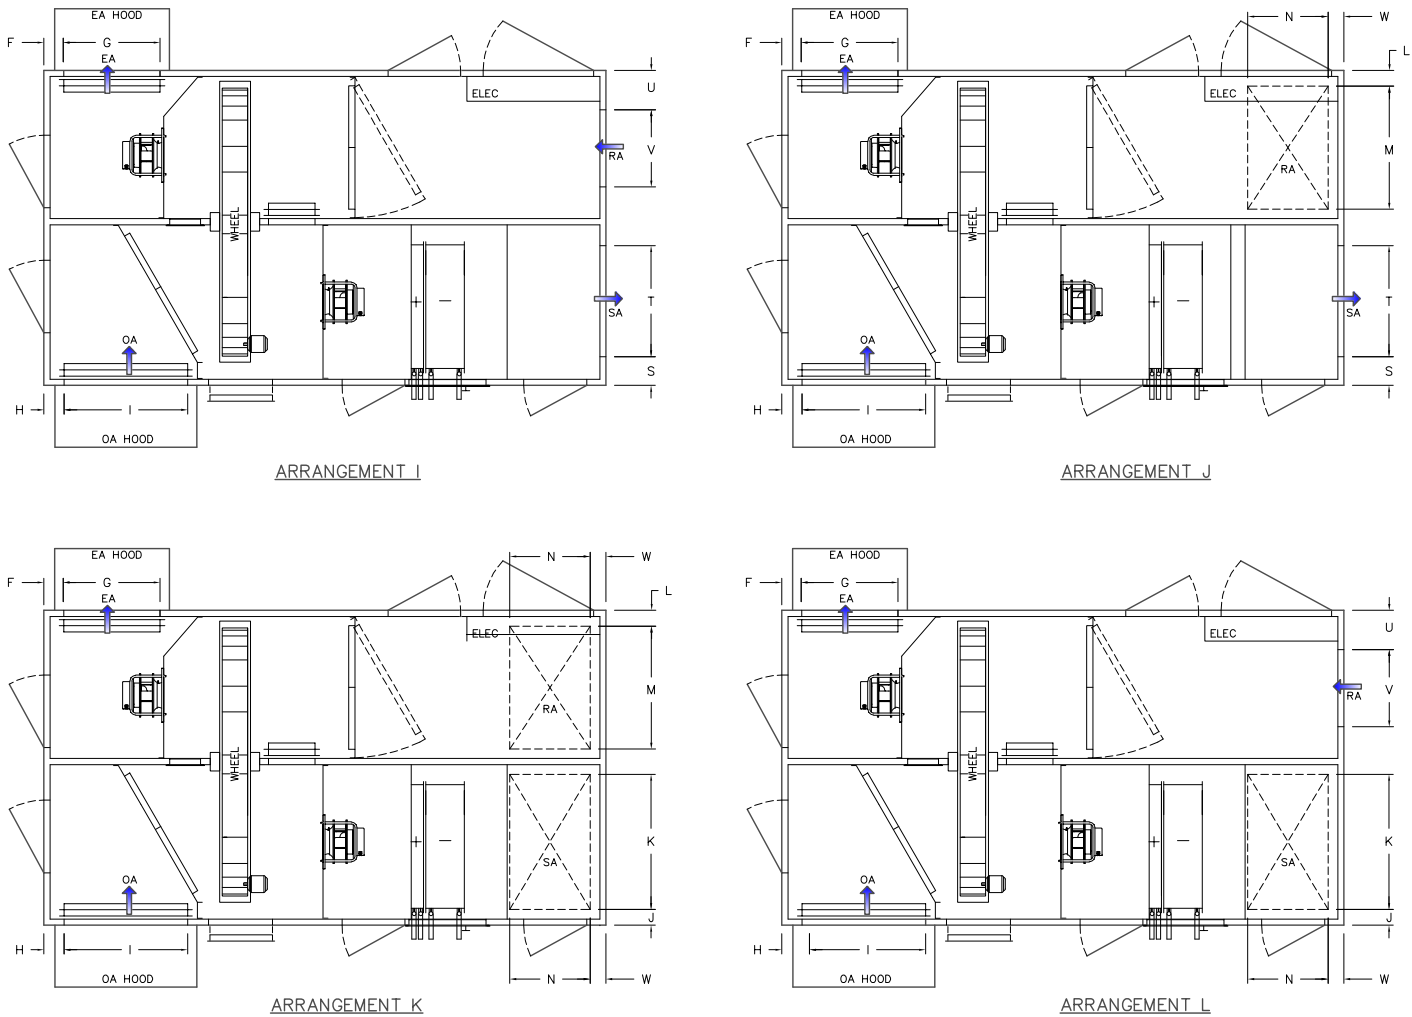 EA HOOD
F G
EA
U
ELEC
V
RA
WHEEL
T
SA
OA
S
H I
OA HOOD
ARRANGEMENT I
EA HOOD
N W
F G
L
EA
ELEC
M
RA
WHEEL
T
SA
OA
S
H I
OA HOOD
ARRANGEMENT J
EA HOOD
N W
F G
L
EA
ELEC
M
RA
WHEEL
K
SA
OA
J
H I
OA HOOD
N W
ARRANGEMENT K
EA HOOD
F G
EA
U
ELEC
V
RA
WHEEL
K
SA
OA
J
H I
OA HOOD
N W
ARRANGEMENT L